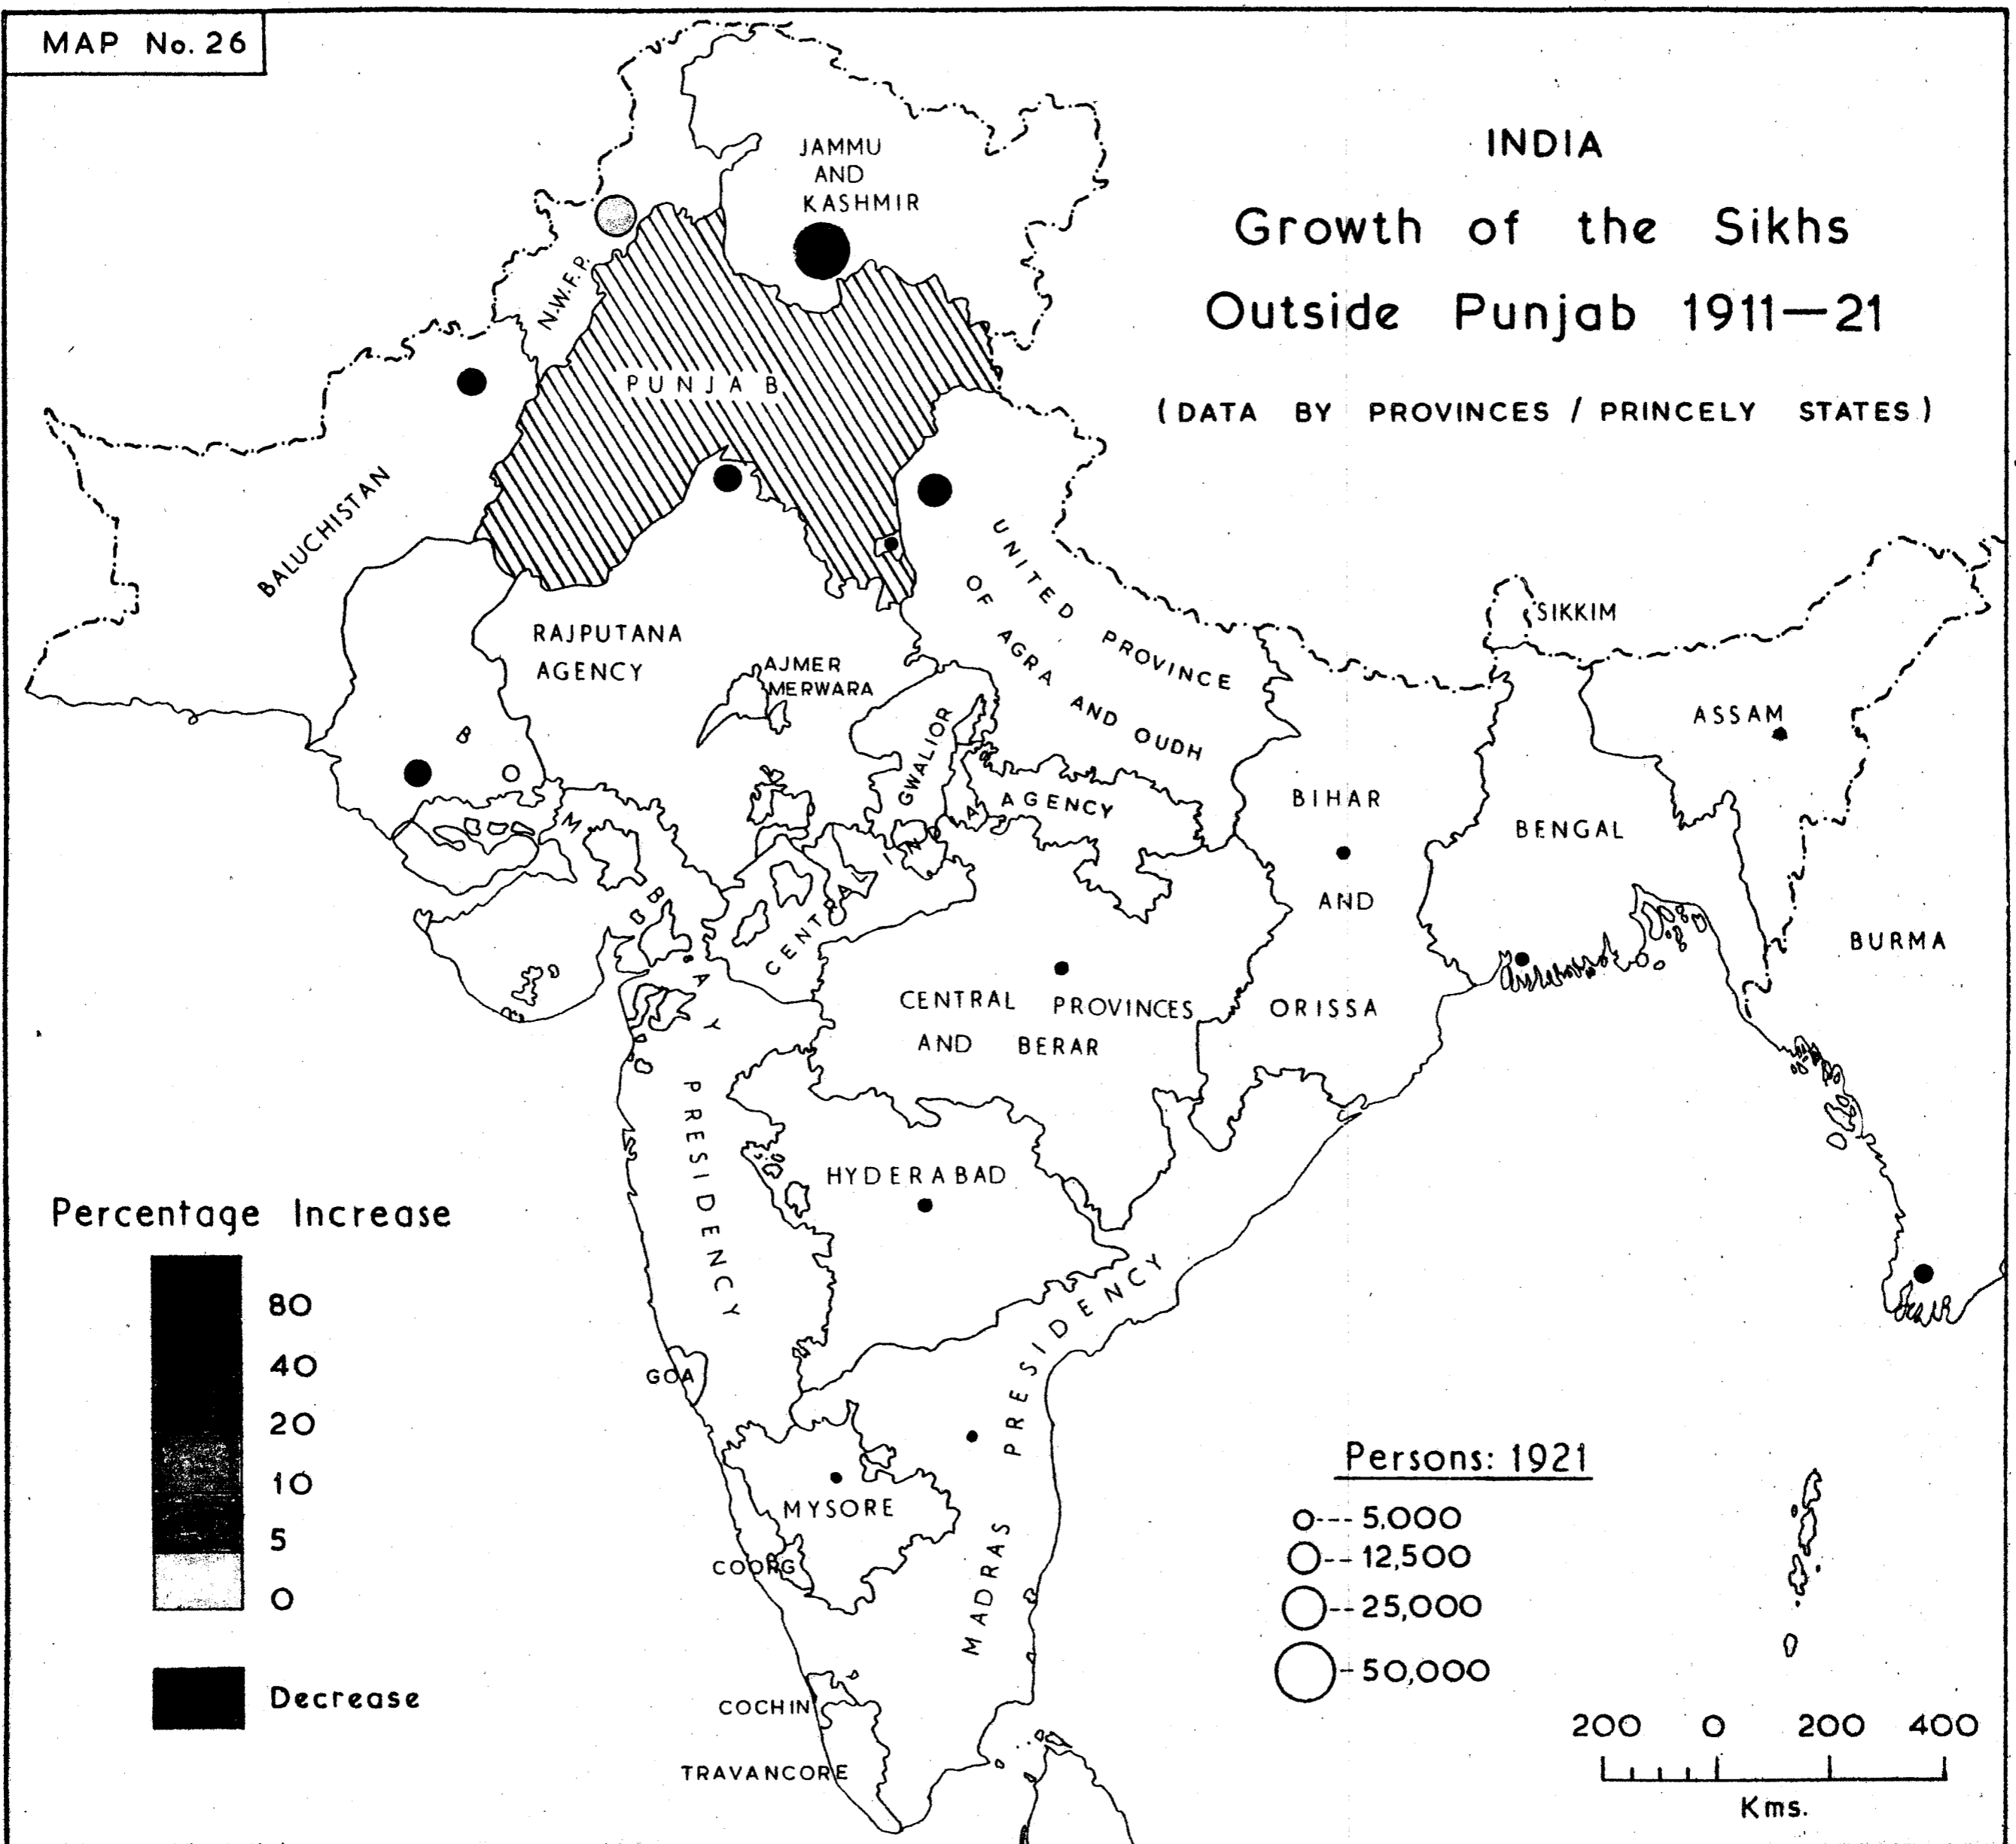 MAP No. 26
INDIA
Growth of the Sikhs
Outside Punjab 1911—21
(DATA BY PROVINCES / PRINCELY STATES)
JAMMU
AND
KASHMIR
N.W.F.P.
PUNJAB
BALUCHISTAN
RAJPUTANA
AGENCY
AJMER
MERWARA
UNITED PROVINCE
OF AGRA AND OUDH
SIKKIM
ASSAM
GWALIOR
CENTRAL INDIA
AGENCY
BIHAR
AND
ORISSA
BENGAL
BURMA
BOMBAY
PRESIDENCY
CENTRAL PROVINCES
AND BERAR
HYDERABAD
GOA
MYSORE
COORG
MADRAS PRESIDENCY
COCHIN
TRAVANCORE
Percentage Increase
80
40
20
10
5
0
Decrease
Persons: 1921
5,000
12,500
25,000
50,000
200 0 200 400
Kms.